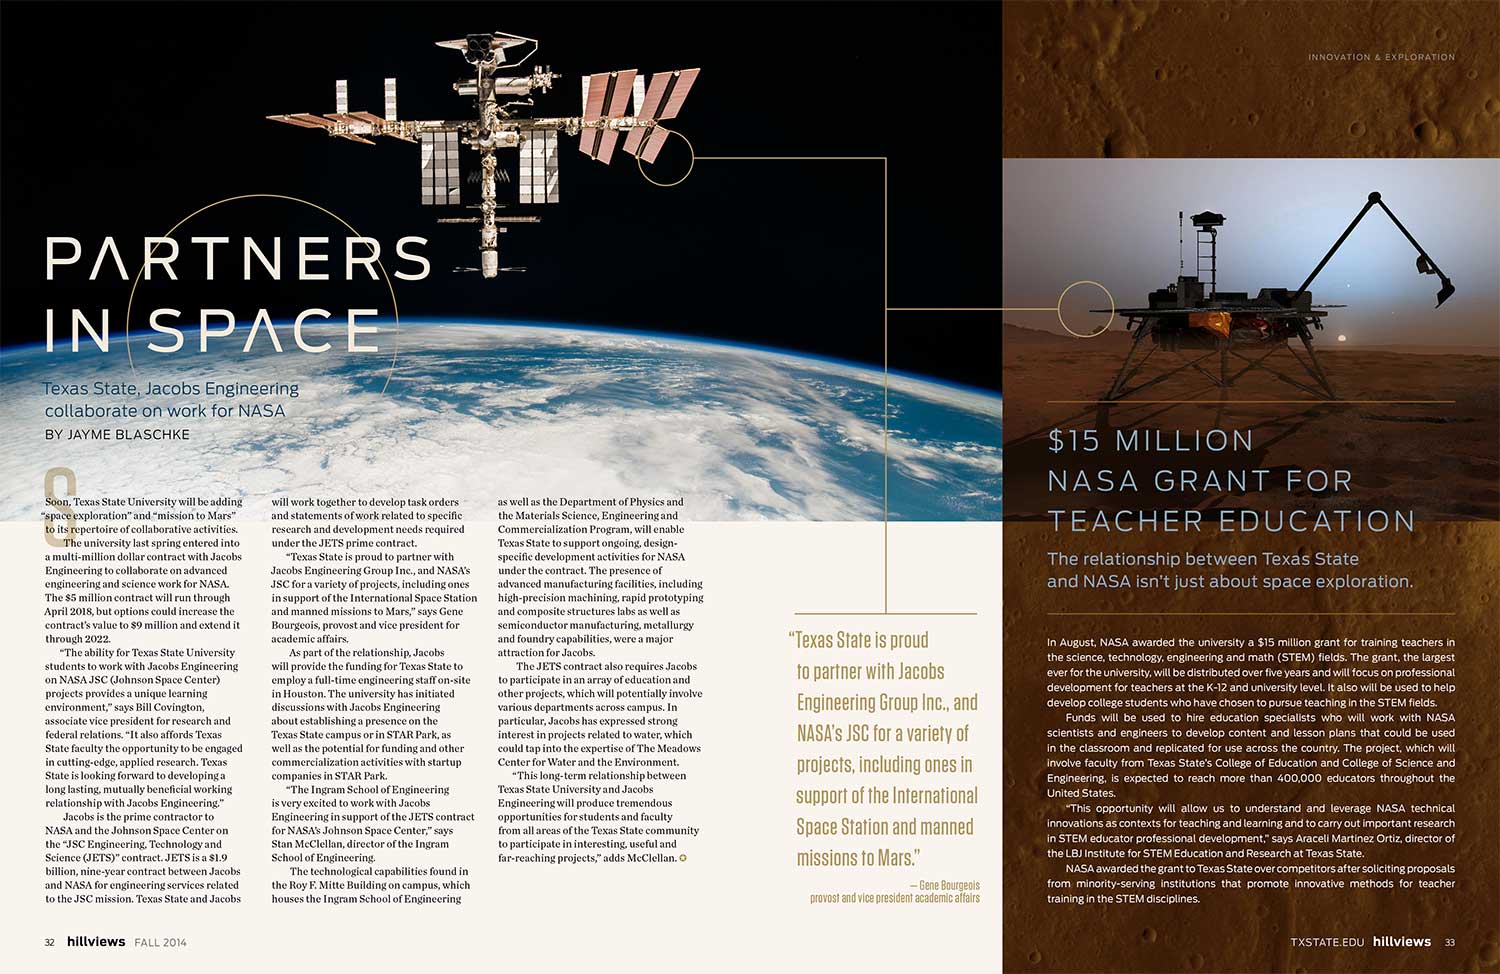 PARTNERS
IN SPACE
Texas State, Jacobs Engineering
collaborate on work for NASA
BY JAYME BLASCHKE
Soon, Texas State University will be adding
“space exploration” and “mission to Mars”
to its repertoire of collaborative activities.
The university last spring entered into
a multi-million dollar contract with Jacobs
Engineering to collaborate on advanced
engineering and science work for NASA.
The $5 million contract will run through
April 2018, but options could increase the
contract’s value to $9 million and extend it
through 2022.
“The ability for Texas State University
students to work with Jacobs Engineering
on NASA JSC (Johnson Space Center)
projects provides a unique learning
environment,” says Bill Covington,
associate vice president for research and
federal relations. “It also affords Texas
State faculty the opportunity to be engaged
in cutting-edge, applied research. Texas
State is looking forward to developing a
long lasting, mutually beneficial working
relationship with Jacobs Engineering.”
Jacobs is the prime contractor to
NASA and the Johnson Space Center on
the “JSC Engineering, Technology and
Science (JETS)” contract. JETS is a $1.9
billion, nine-year contract between Jacobs
and NASA for engineering services related
to the JSC mission. Texas State and Jacobs
will work together to develop task orders
and statements of work related to specific
research and development needs required
under the JETS prime contract.
“Texas State is proud to partner with
Jacobs Engineering Group Inc., and NASA’s
JSC for a variety of projects, including ones
in support of the International Space Station
and manned missions to Mars,” says Gene
Bourgeois, provost and vice president for
academic affairs.
As part of the relationship, Jacobs
will provide the funding for Texas State to
employ a full-time engineering staff on-site
in Houston. The university has initiated
discussions with Jacobs Engineering
about establishing a presence on the
Texas State campus or in STAR Park, as
well as the potential for funding and other
commercialization activities with startup
companies in STAR Park.
“The Ingram School of Engineering
is very excited to work with Jacobs
Engineering in support of the JETS contract
for NASA’s Johnson Space Center,” says
Stan McClellan, director of the Ingram
School of Engineering.
The technological capabilities found in
the Roy F. Mitte Building on campus, which
houses the Ingram School of Engineering
as well as the Department of Physics and
the Materials Science, Engineering and
Commercialization Program, will enable
Texas State to support ongoing, design-
specific development activities for NASA
under the contract. The presence of
advanced manufacturing facilities, including
high-precision machining, rapid prototyping
and composite structures labs as well as
semiconductor manufacturing, metallurgy
and foundry capabilities, were a major
attraction for Jacobs.
The JETS contract also requires Jacobs
to participate in an array of education and
other projects, which will potentially involve
various departments across campus. In
particular, Jacobs has expressed strong
interest in projects related to water, which
could tap into the expertise of The Meadows
Center for Water and the Environment.
“This long-term relationship between
Texas State University and Jacobs
Engineering will produce tremendous
opportunities for students and faculty
from all areas of the Texas State community
to participate in interesting, useful and
far-reaching projects,” adds McClellan.
“Texas State is proud
to partner with Jacobs
Engineering Group Inc., and
NASA’s JSC for a variety of
projects, including ones in
support of the International
Space Station and manned
missions to Mars.”
— Gene Bourgeois
provost and vice president academic affairs
32 hillviews FALL 2014
INNOVATION & EXPLORATION
$15 MILLION
NASA GRANT FOR
TEACHER EDUCATION
The relationship between Texas State
and NASA isn’t just about space exploration.
In August, NASA awarded the university a $15 million grant for training teachers in
the science, technology, engineering and math (STEM) fields. The grant, the largest
ever for the university, will be distributed over five years and will focus on professional
development for teachers at the K-12 and university level. It also will be used to help
develop college students who have chosen to pursue teaching in the STEM fields.
Funds will be used to hire education specialists who will work with NASA
scientists and engineers to develop content and lesson plans that could be used
in the classroom and replicated for use across the country. The project, which will
involve faculty from Texas State’s College of Education and College of Science and
Engineering, is expected to reach more than 400,000 educators throughout the
United States.
“This opportunity will allow us to understand and leverage NASA technical
innovations as contexts for teaching and learning and to carry out important research
in STEM educator professional development,” says Araceli Martinez Ortiz, director of
the LBJ Institute for STEM Education and Research at Texas State.
NASA awarded the grant to Texas State over competitors after soliciting proposals
from minority-serving institutions that promote innovative methods for teacher
training in the STEM disciplines.
TXSTATE.EDU hillviews 33